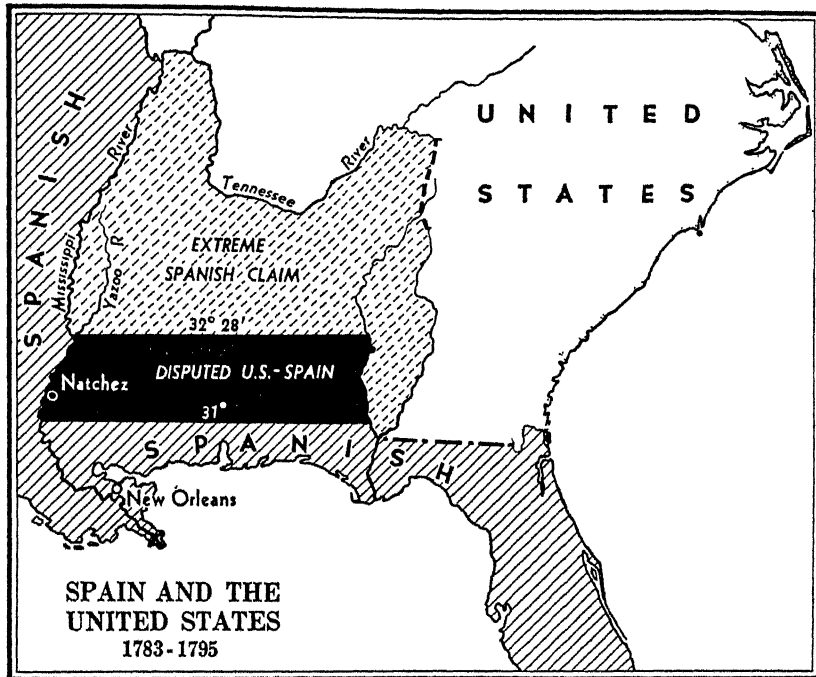 UNITED
STATES
SPANISH
Mississippi River
Yazoo R
Tennessee River
EXTREME
SPANISH CLAIM
32° 28'
DISPUTED U.S.-SPAIN
Natchez
31°
SPANISH
New Orleans
SPAIN AND THE
UNITED STATES
1783-1795